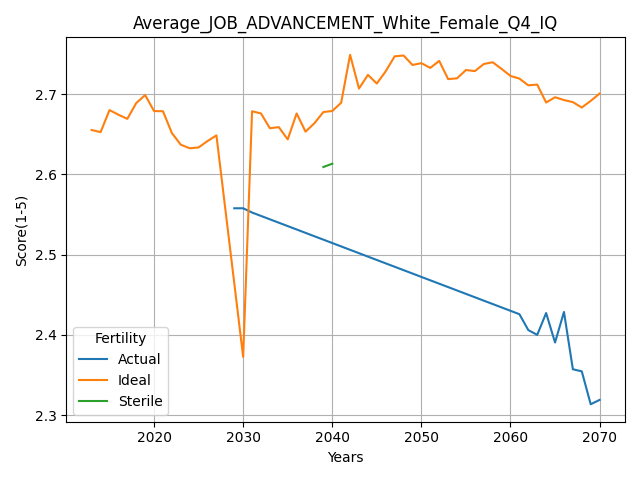 Average_JOB_ADVANCEMENT_White_Female_Q4_IQ
Score(1-5)
2.7
2.6
2.5
2.4
2.3
Fertility
Actual
Ideal
Sterile
2020 2030 2040 2050 2060 2070
Years